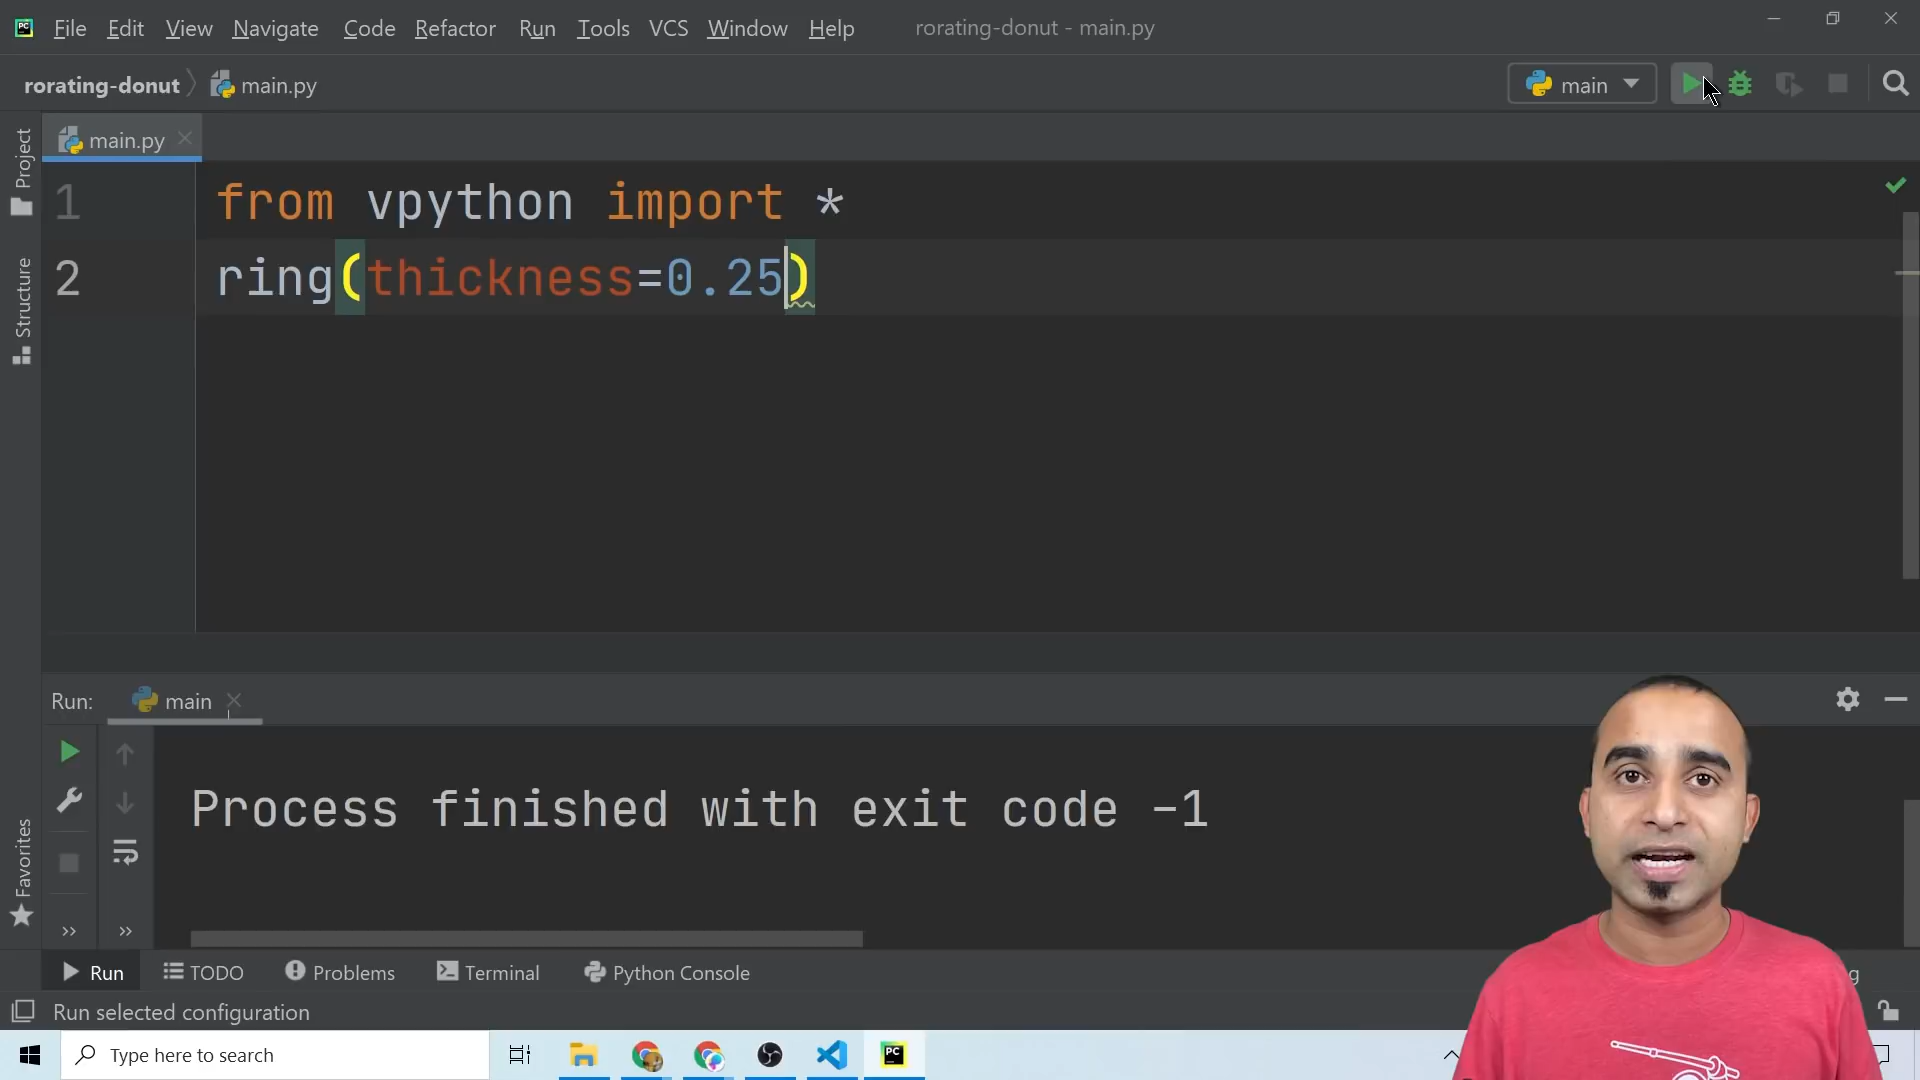 PC File Edit View Navigate Code Refactor Run Tools VCS Window Help rorating-donut - main.py
rorating-donut main.py main
Project
Structure
Favorites
main.py
1 from vpython import *
2 ring(thickness=0.25)
Run: main
Process finished with exit code -1
Run TODO Problems Terminal Python Console g
Run selected configuration
Type here to search PC